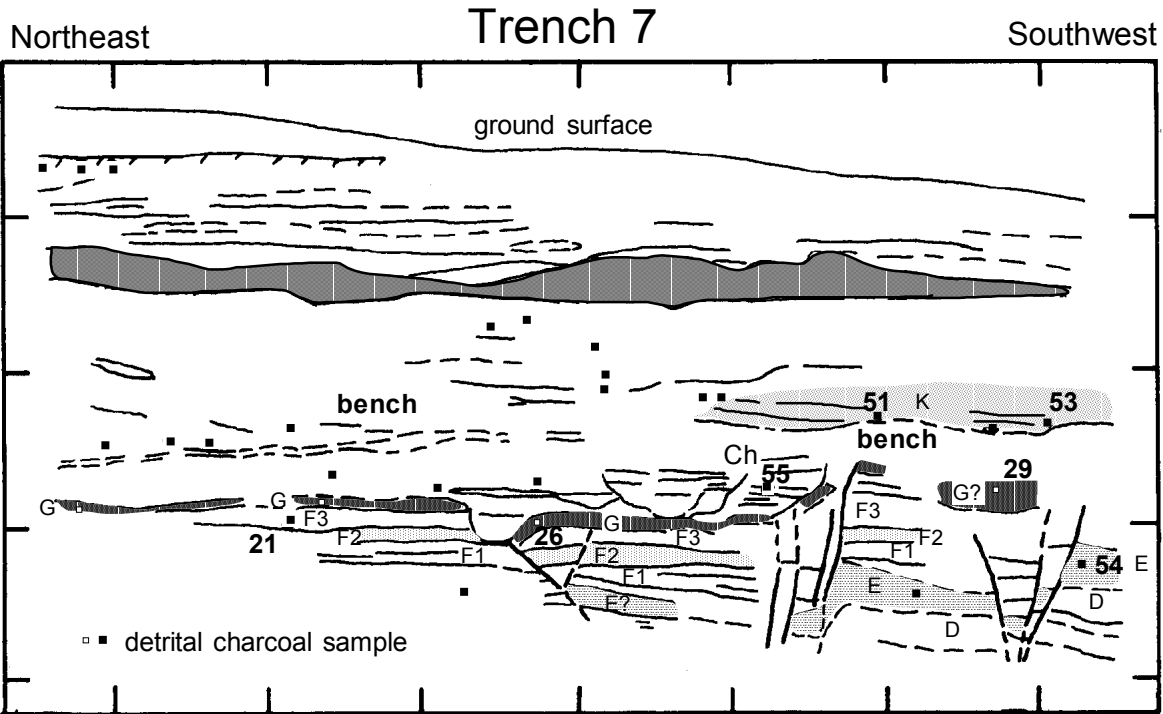 Trench 7
Northeast
Southwest
ground surface
bench
51
K
53
bench
Ch
55
29
G
G
G
G?
F3
F3
F3
21
F2
26
F2
F2
F1
F1
F1
54
E
E
E?
D
D
detrital charcoal sample